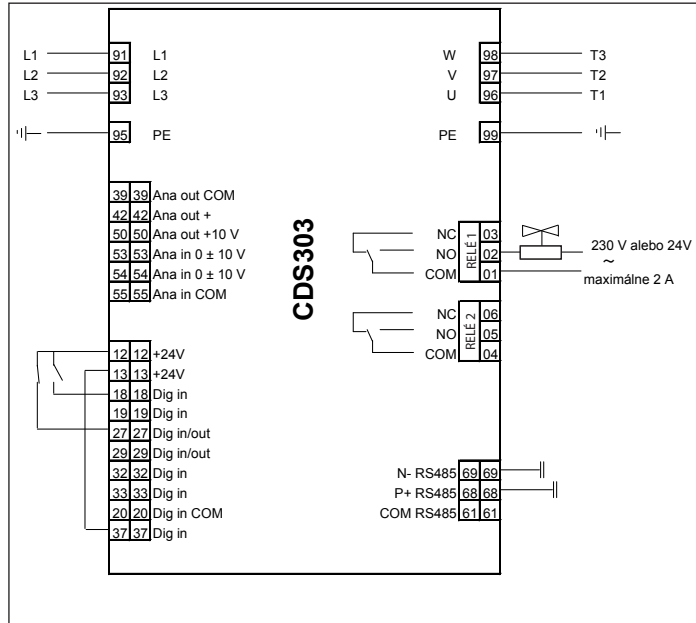 L1 91 L1
L2 92 L2
L3 93 L3
95 PE
39 39 Ana out COM
42 42 Ana out +
50 50 Ana out +10 V
53 53 Ana in 0 ± 10 V
54 54 Ana in 0 ± 10 V
55 55 Ana in COM
12 12 +24V
13 13 +24V
18 18 Dig in
19 19 Dig in
27 27 Dig in/out
29 29 Dig in/out
32 32 Dig in
33 33 Dig in
20 20 Dig in COM
37 37 Dig in
CDS303
W 98 T3
V 97 T2
U 96 T1
PE 99
RELÉ 1
NC 03
NO 02
COM 01
230 V alebo 24V
~
maximálne 2 A
RELÉ 2
NC 06
NO 05
COM 04
N- RS485 69 69
P+ RS485 68 68
COM RS485 61 61